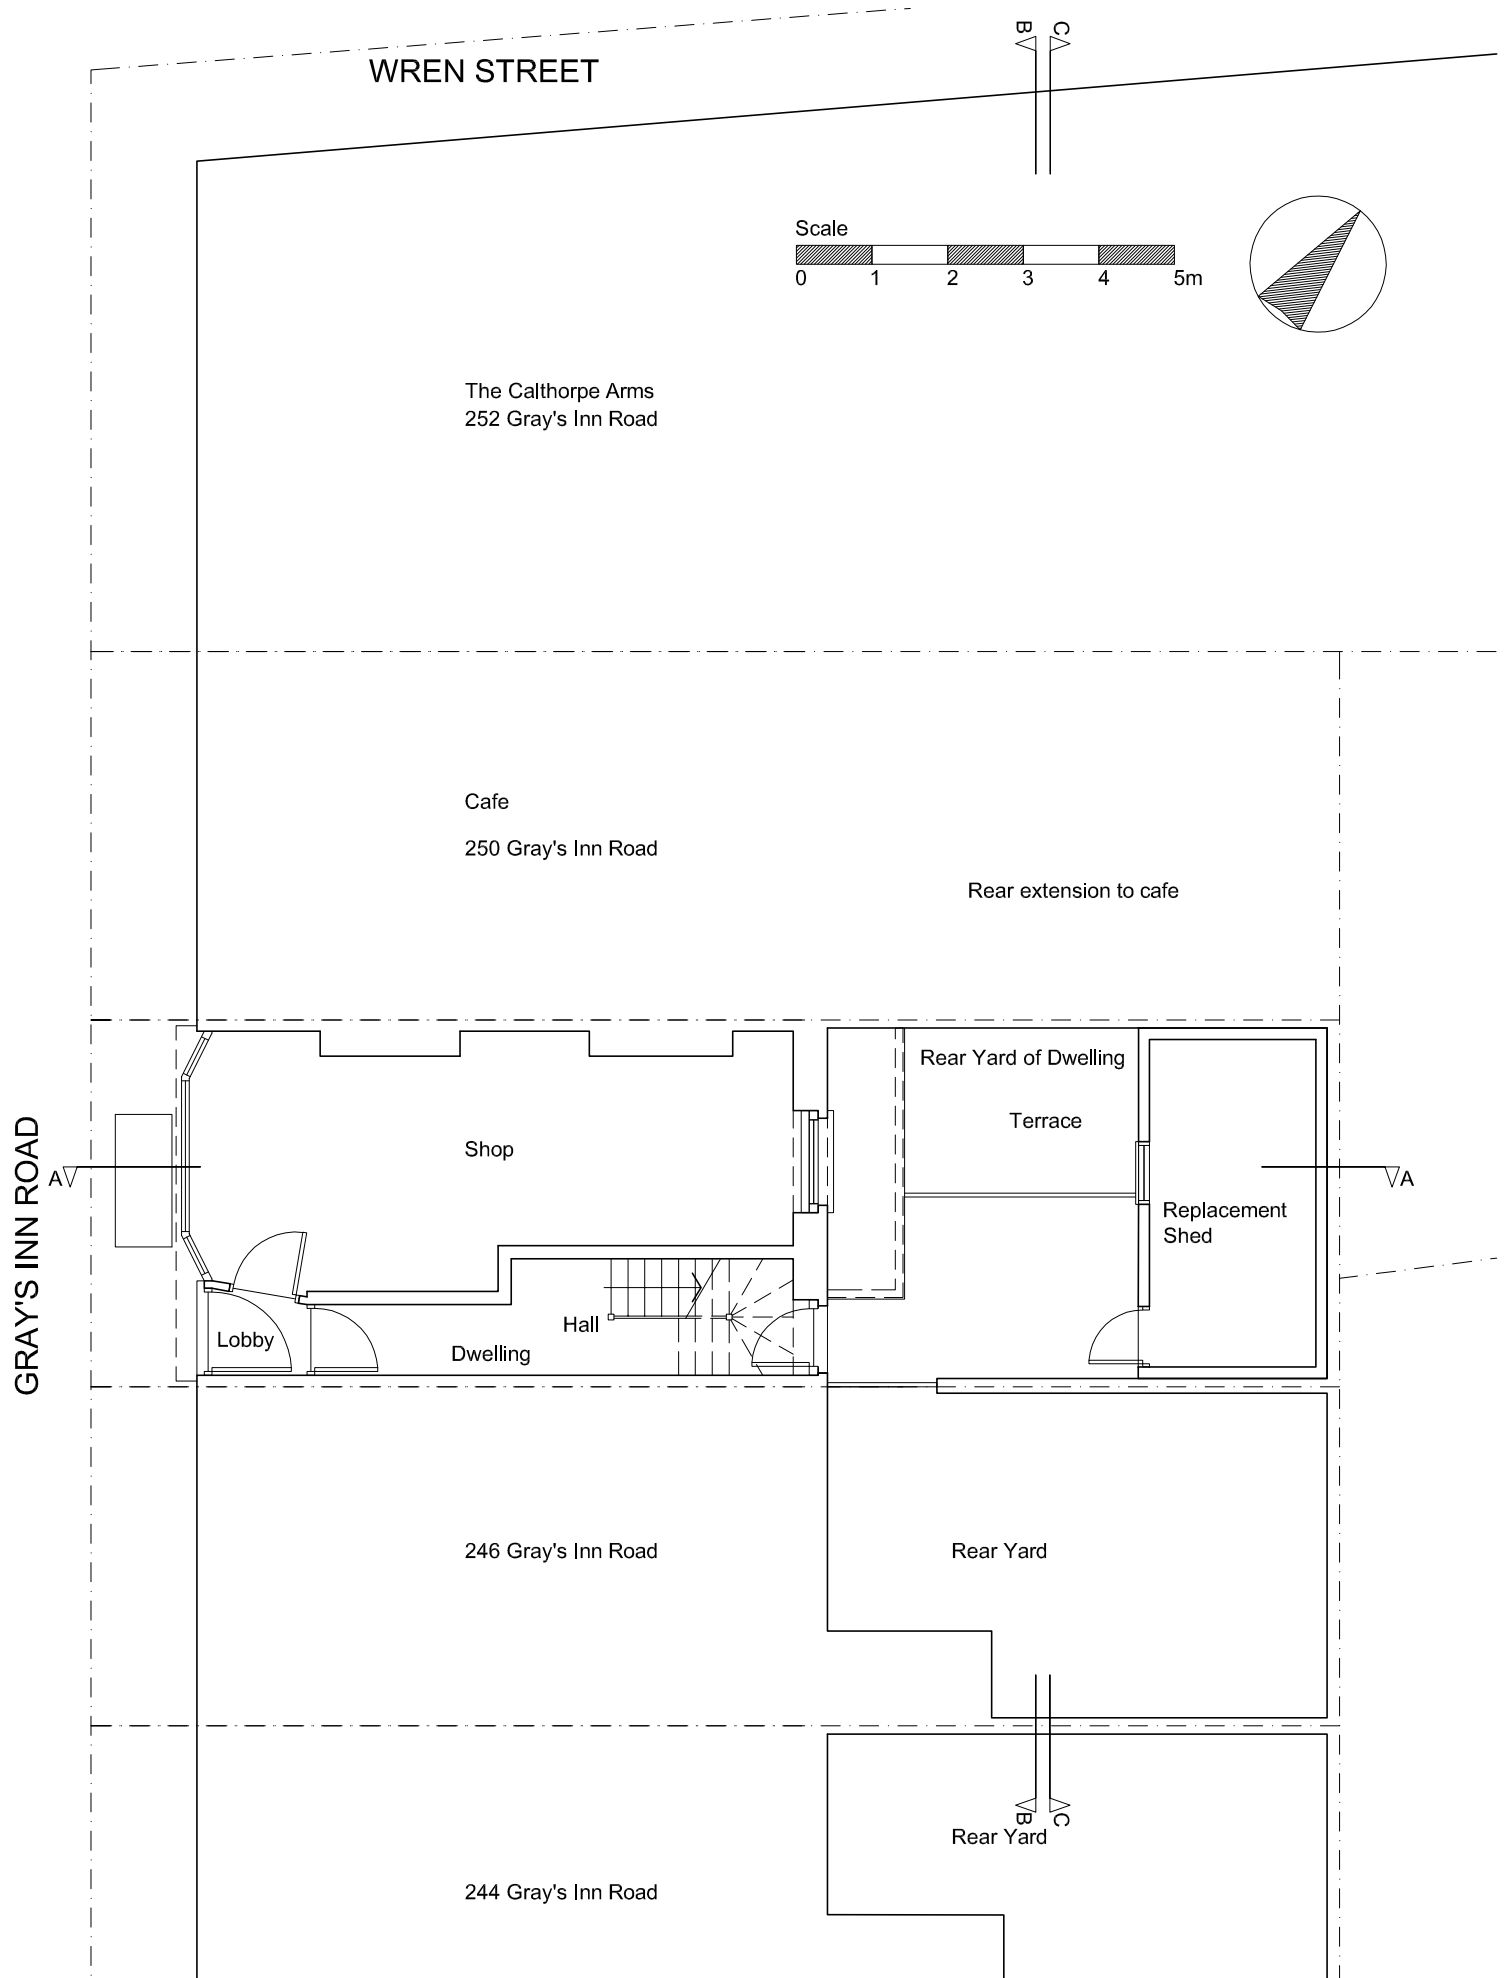 B C
WREN STREET
Scale
0 1 2 3 4 5m
The Calthorpe Arms
252 Gray's Inn Road
Cafe
250 Gray's Inn Road
Rear extension to cafe
Rear Yard of Dwelling
Terrace
Shop
GRAY'S INN ROAD
A
A
Replacement
Shed
Hall
Lobby
Dwelling
246 Gray's Inn Road
Rear Yard
B C
Rear Yard
244 Gray's Inn Road